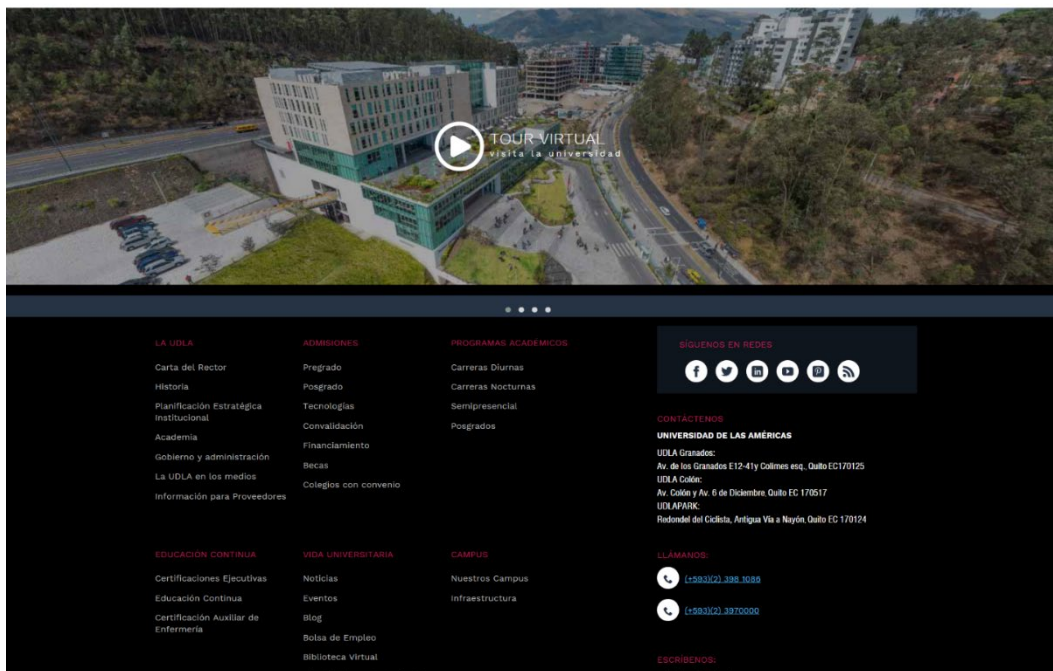 TOUR VIRTUAL
visita la universidad
LA UDLA
Carta del Rector
Historia
Planificación Estratégica
Institucional
Academia
Gobierno y administración
La UDLA en los medios
Información para Proveedores
ADMISIONES
Pregrado
Posgrado
Tecnologías
Convalidación
Financiamiento
Becas
Colegios con convenio
PROGRAMAS ACADÉMICOS
Carreras Diurnas
Carreras Nocturnas
Semipresencial
Posgrados
SÍGUENOS EN REDES
CONTÁCTENOS
UNIVERSIDAD DE LAS AMÉRICAS
UDLA Granados:
Av. de los Granados E12-41y Colimes esq., Quito EC170125
UDLA Colón:
Av. Colón y Av. 6 de Diciembre, Quito EC 170517
UDLAPARK:
Redondel del Ciclista, Antigua Vía a Nayón, Quito EC 170124
EDUCACIÓN CONTINUA
Certificaciones Ejecutivas
Educación Continua
Certificación Auxiliar de
Enfermería
VIDA UNIVERSITARIA
Noticias
Eventos
Blog
Bolsa de Empleo
Biblioteca Virtual
CAMPUS
Nuestros Campus
Infraestructura
LLÁMANOS:
(+593)(2) 398 1086
(+593)(2) 3970000
ESCRÍBENOS: